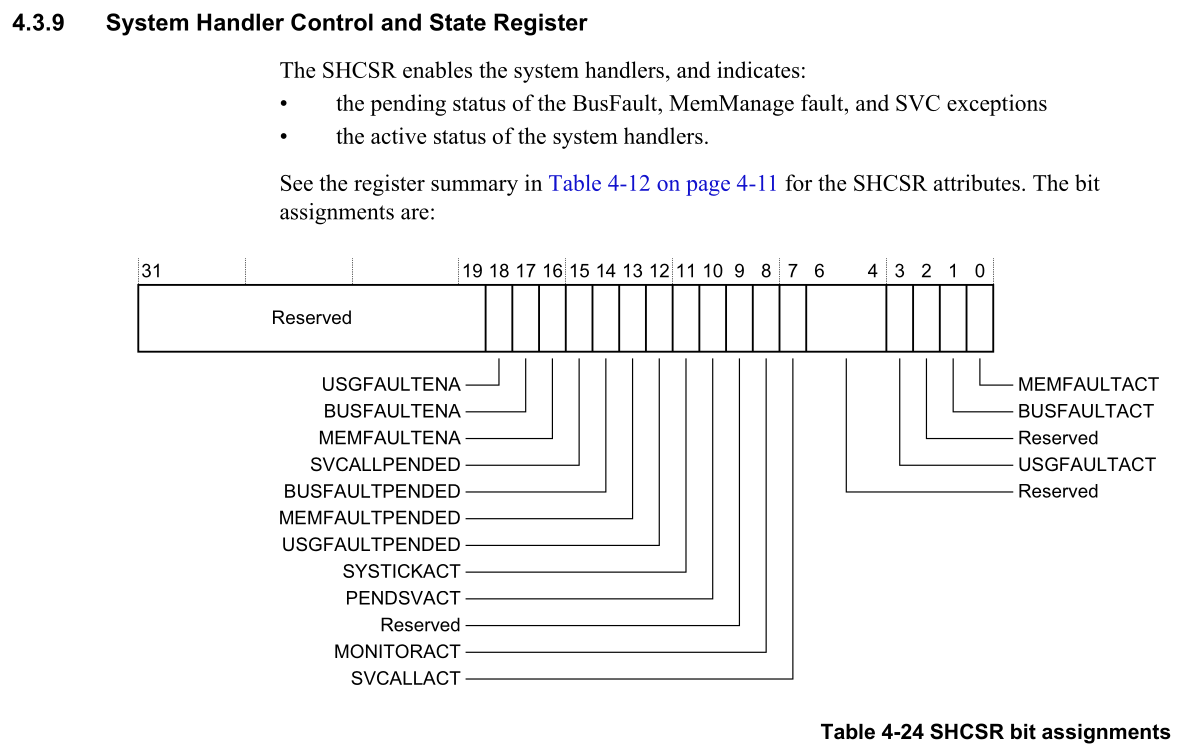 4.3.9 System Handler Control and State Register
The SHCSR enables the system handlers, and indicates:
• the pending status of the BusFault, MemManage fault, and SVC exceptions
• the active status of the system handlers.
See the register summary in Table 4-12 on page 4-11 for the SHCSR attributes. The bit
assignments are:
31 19 18 17 16 15 14 13 12 11 10 9 8 7 6 4 3 2 1 0
Reserved
USGFAULTENA
BUSFAULTENA
MEMFAULTENA
SVCALLPENDED
BUSFAULTPENDED
MEMFAULTPENDED
USGFAULTPENDED
SYSTICKACT
PENDSVACT
Reserved
MONITORACT
SVCALLACT
MEMFAULTACT
BUSFAULTACT
Reserved
USGFAULTACT
Reserved
Table 4-24 SHCSR bit assignments